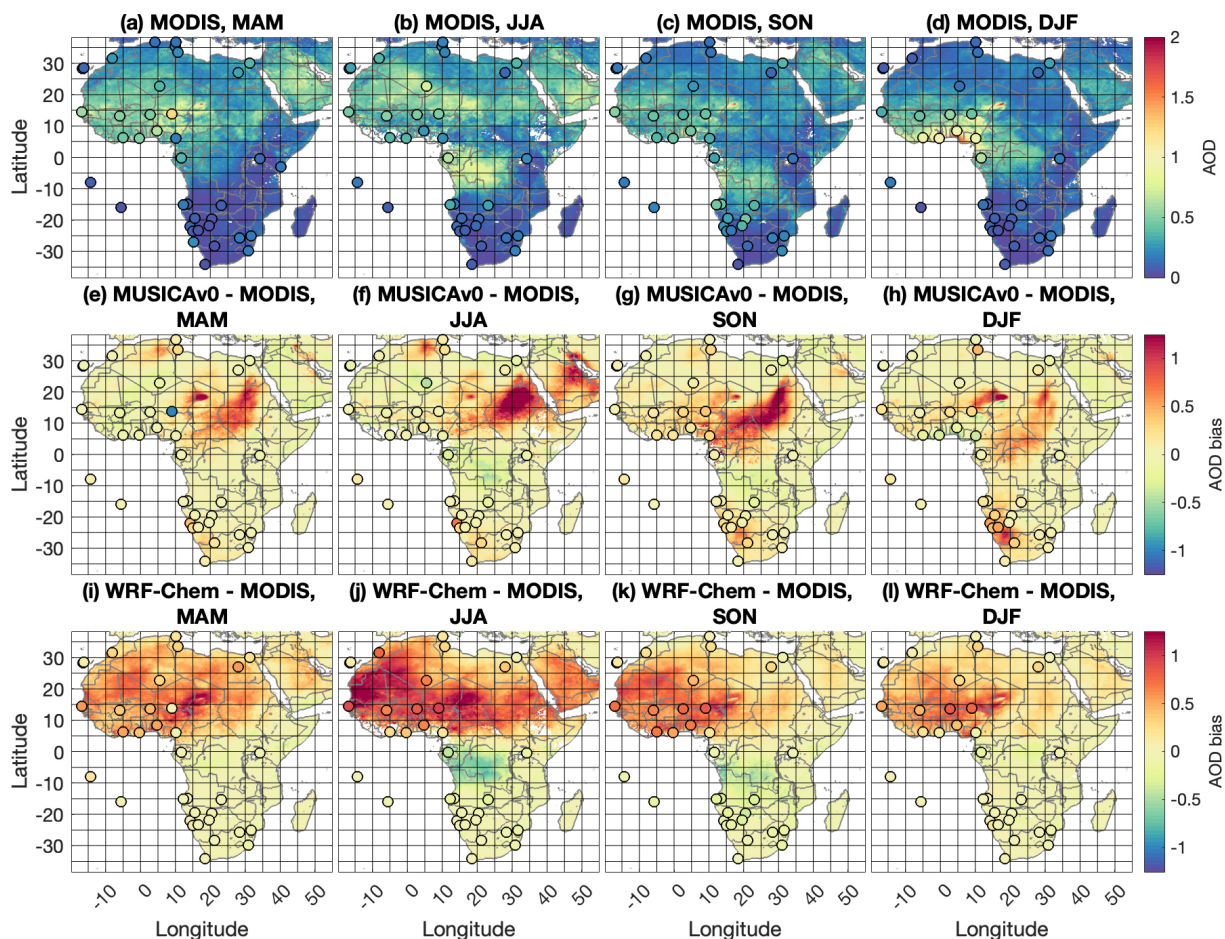 (a) MODIS, MAM
(b) MODIS, JJA
(c) MODIS, SON
(d) MODIS, DJF
Latitude
30
20
10
0
-10
-20
-30
2
1.5
1
0.5
0
AOD
(e) MUSICAv0 - MODIS,
MAM
(f) MUSICAv0 - MODIS,
JJA
(g) MUSICAv0 - MODIS,
SON
(h) MUSICAv0 - MODIS,
DJF
Latitude
30
20
10
0
-10
-20
-30
1
0.5
0
-0.5
-1
AOD bias
(i) WRF-Chem - MODIS,
MAM
(j) WRF-Chem - MODIS,
JJA
(k) WRF-Chem - MODIS,
SON
(l) WRF-Chem - MODIS,
DJF
Latitude
30
20
10
0
-10
-20
-30
1
0.5
0
-0.5
-1
AOD bias
-10 0 10 20 30 40 50
-10 0 10 20 30 40 50
-10 0 10 20 30 40 50
-10 0 10 20 30 40 50
Longitude
Longitude
Longitude
Longitude